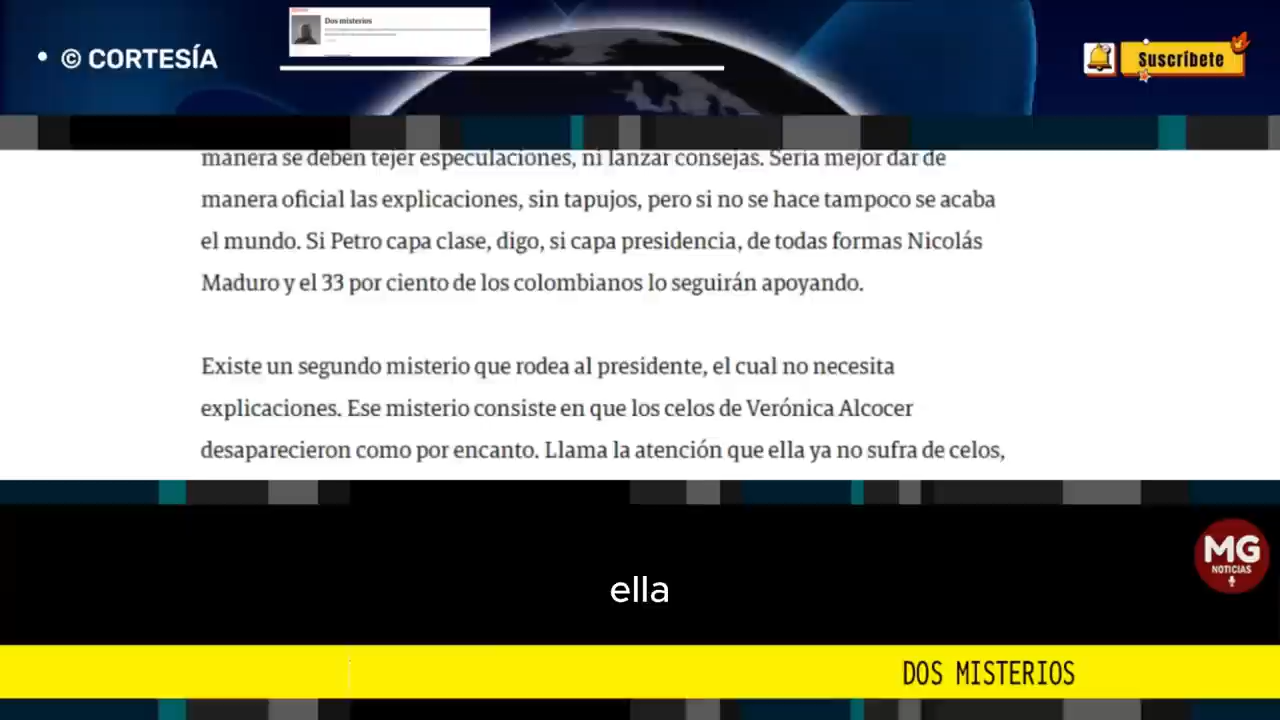 © CORTESÍA
Dos misterios
Suscríbete
manera se deben tejer especulaciones, ni lanzar consejas. Sería mejor dar de
manera oficial las explicaciones, sin tapujos, pero si no se hace tampoco se acaba
el mundo. Si Petro capa clase, digo, si capa presidencia, de todas formas Nicolás
Maduro y el 33 por ciento de los colombianos lo seguirán apoyando.
Existe un segundo misterio que rodea al presidente, el cual no necesita
explicaciones. Ese misterio consiste en que los celos de Verónica Alcocer
desaparecieron como por encanto. Llama la atención que ella ya no sufra de celos,
MG
NOTICIAS
ella
DOS MISTERIOS